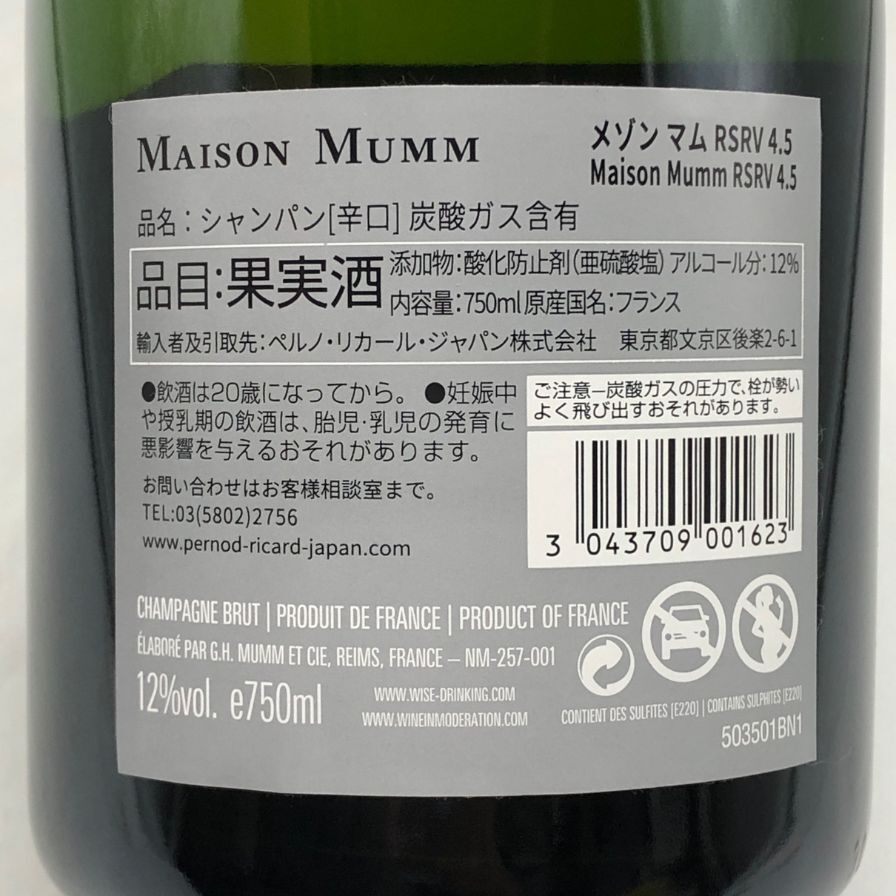 MAISON MUMM
メゾン マム RSRV 4.5
Maison Mumm RSRV 4.5
品名：シャンパン[辛口] 炭酸ガス含有
品目:果実酒
添加物：酸化防止剤（亜硫酸塩）アルコール分：12%
内容量：750ml 原産国名：フランス
輸入者及引取先：ペルノ・リカール・ジャパン株式会社 東京都文京区後楽2-6-1
●飲酒は20歳になってから。 ●妊娠中
や授乳期の飲酒は、胎児・乳児の発育に
悪影響を与えるおそれがあります。
お問い合わせはお客様相談室まで。
TEL:03(5802)2756
www.pernod-ricard-japan.com
ご注意—炭酸ガスの圧力で、栓が勢い
よく飛び出すおそれがあります。
3 043709 001623
CHAMPAGNE BRUT | PRODUIT DE FRANCE | PRODUCT OF FRANCE
ÉLABORÉ PAR G.H. MUMM ET CIE, REIMS, FRANCE – NM-257-001
12%vol. e750ml
WWW.WISE-DRINKING.COM
WWW.WINEINMODERATION.COM
CONTIENT DES SULFITES (E220) | CONTAINS SULPHITES (E220)
503501BN1